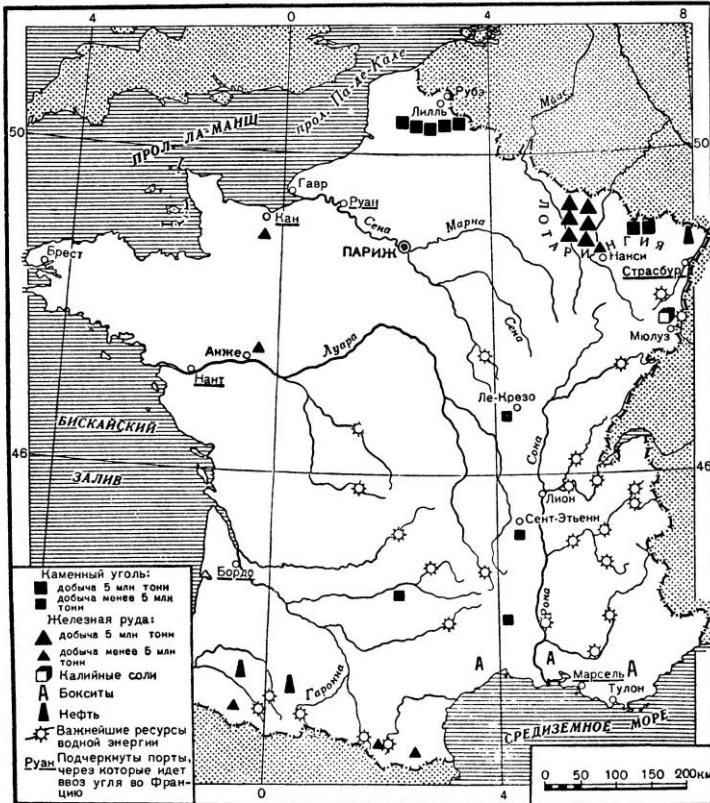 4
0
4
8
Рубэ
Лилль
прол. Па-де-Кале
Маас
50
50
ПРОЛ. ЛА-МАНШ
Гавр
Руан
Кан
Сена
Марна
ЛОТАРИНГИЯ
ПАРИЖ
Нанси
Страсбур
Брест
Сена
Мюлуз
Анже
Луара
Нант
Ле-Крезо
БИСКАЙСКИЙ
ЗАЛИВ
46
46
Сона
Лион
Сент-Этьенн
Бордо
Рона
Гаронна
Марсель
Тулон
СРЕДИЗЕМНОЕ МОРЕ
Каменный уголь:
добыча 5 млн тонн
добыча менее 5 млн
тонн
Железная руда:
добыча 5 млн тонн
добыча менее 5 млн
тонн
Калийные соли
Бокситы
Нефть
Важнейшие ресурсы
водной энергии
Руан Подчеркнуты порты,
через которые идет
ввоз угля во Фран-
цию
0 100 200км
0
4